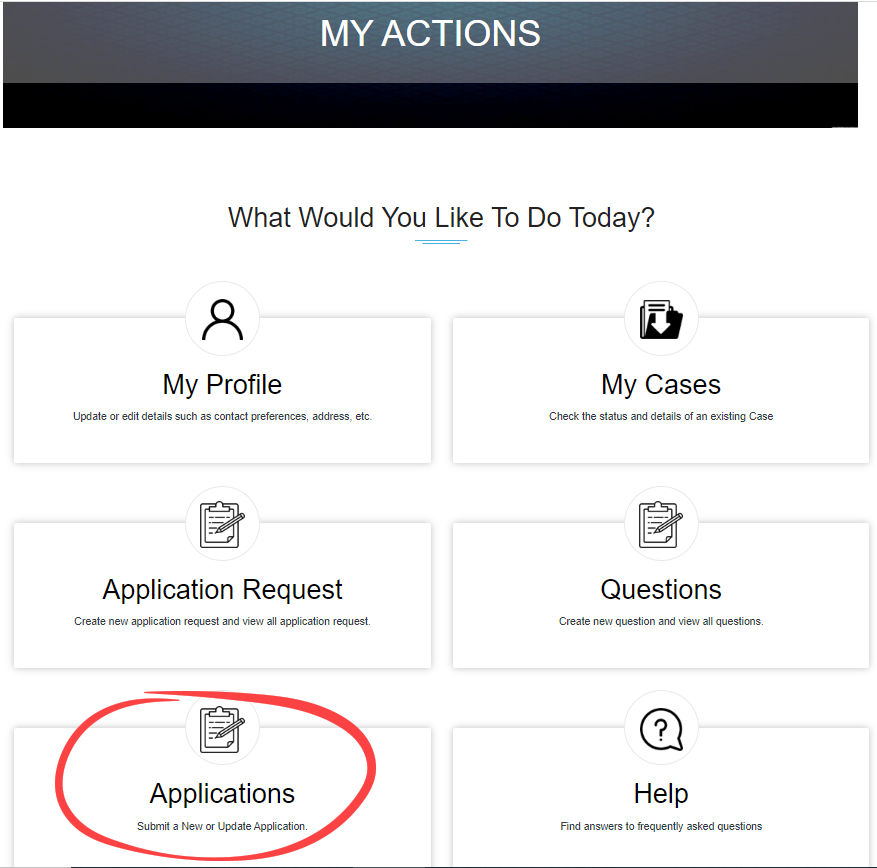 MY ACTIONS
What Would You Like To Do Today?
My Profile
Update or edit details such as contact preferences, address, etc.
My Cases
Check the status and details of an existing Case
Application Request
Create new application request and view all application request.
Questions
Create new question and view all questions.
Applications
Submit a New or Update Application.
Help
Find answers to frequently asked questions